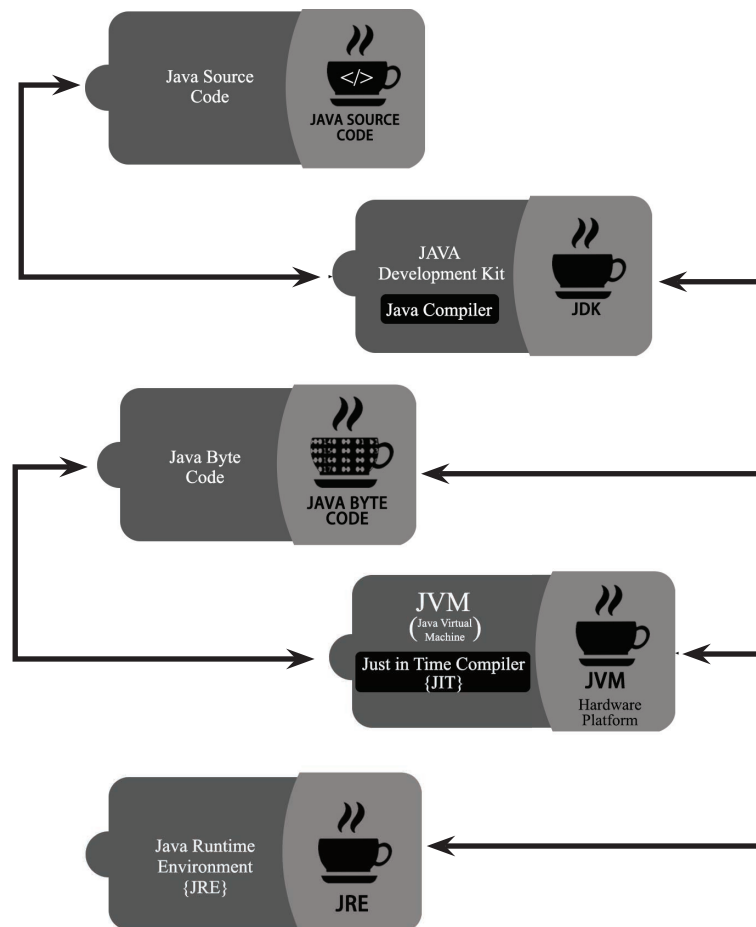 Java Source
Code
</>
JAVA SOURCE
CODE
JAVA
Development Kit
Java Compiler
JDK
Java Byte
Code
JAVA BYTE
CODE
JVM
(Java Virtual
Machine)
Just in Time Compiler
{JIT}
JVM
Hardware
Platform
Java Runtime
Environment
{JRE}
JRE